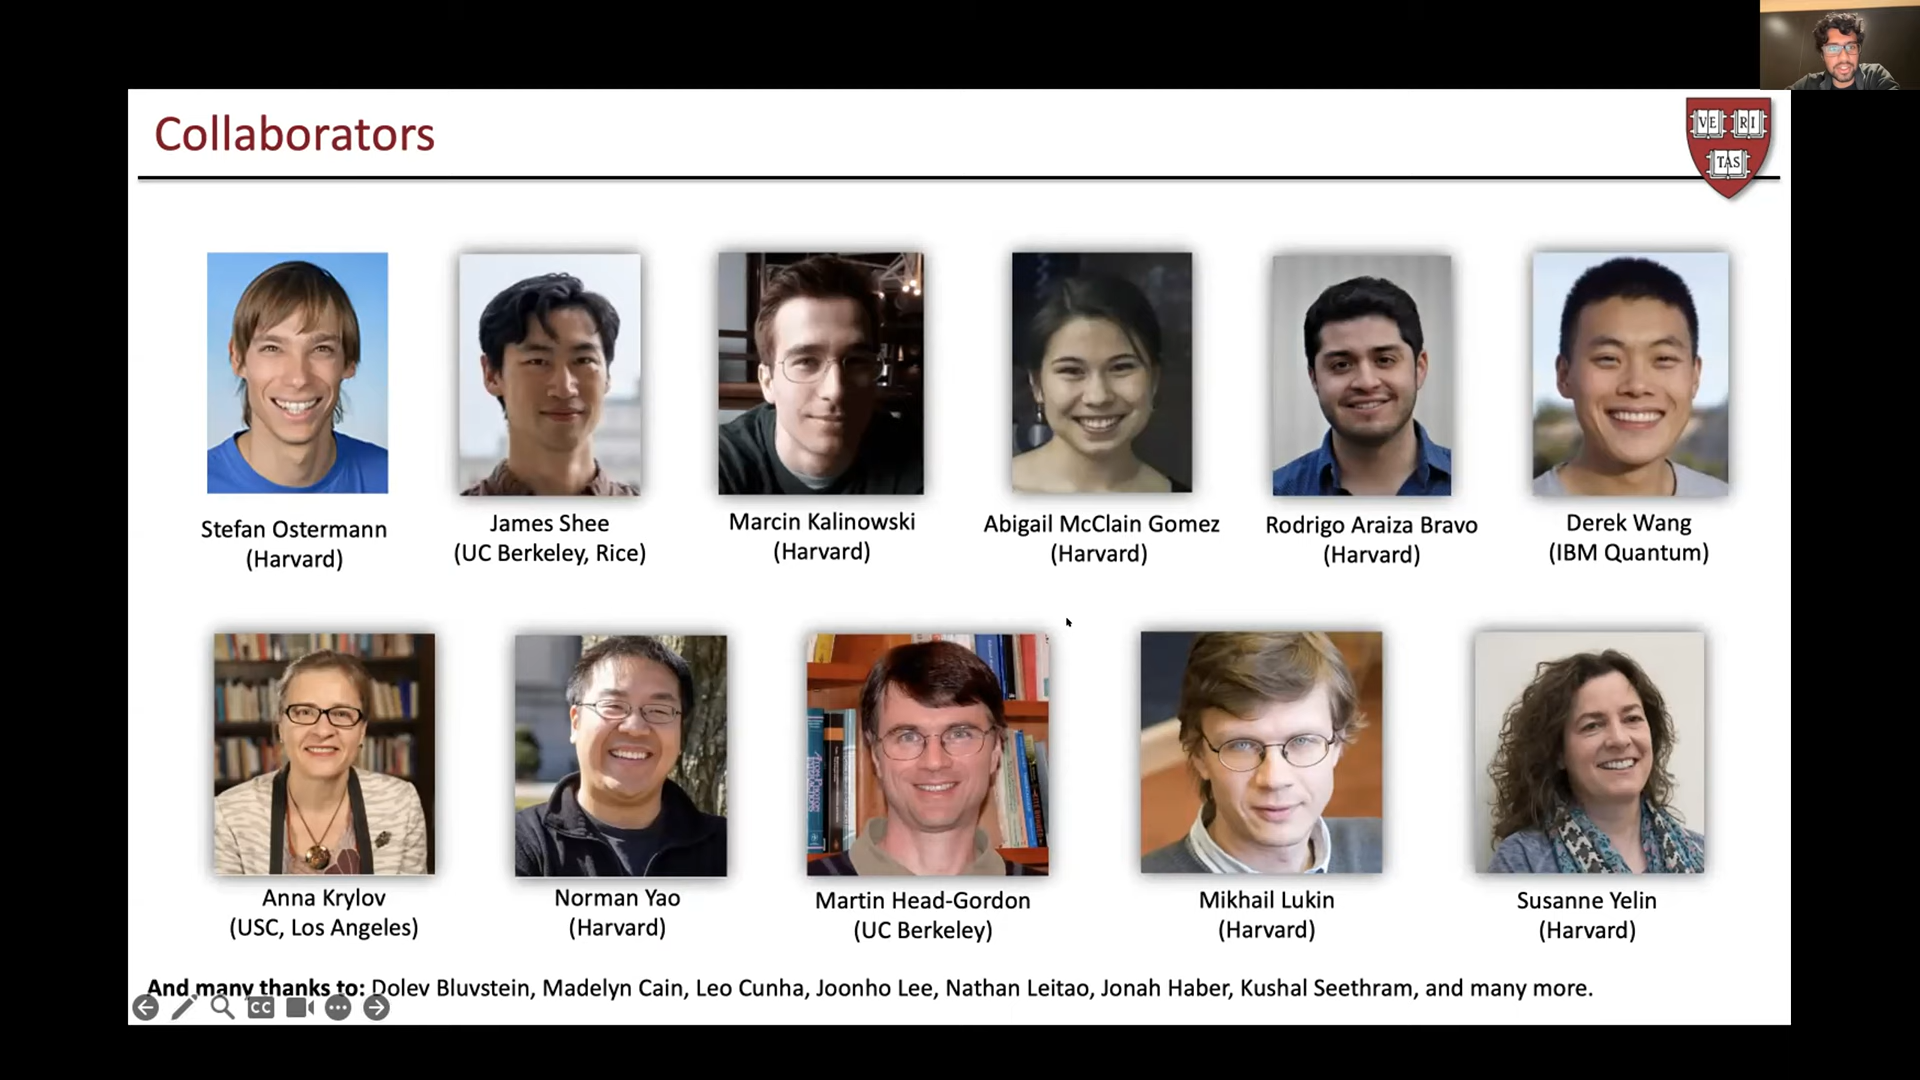 Collaborators
VE RI
TAS
Stefan Ostermann
(Harvard)
James Shee
(UC Berkeley, Rice)
Marcin Kalinowski
(Harvard)
Abigail McClain Gomez
(Harvard)
Rodrigo Araiza Bravo
(Harvard)
Derek Wang
(IBM Quantum)
Anna Krylov
(USC, Los Angeles)
Norman Yao
(Harvard)
Martin Head-Gordon
(UC Berkeley)
Mikhail Lukin
(Harvard)
Susanne Yelin
(Harvard)
And many thanks to: Dolev Bluvstein, Madelyn Cain, Leo Cunha, Joonho Lee, Nathan Leitao, Jonah Haber, Kushal Seethram, and many more.
CC